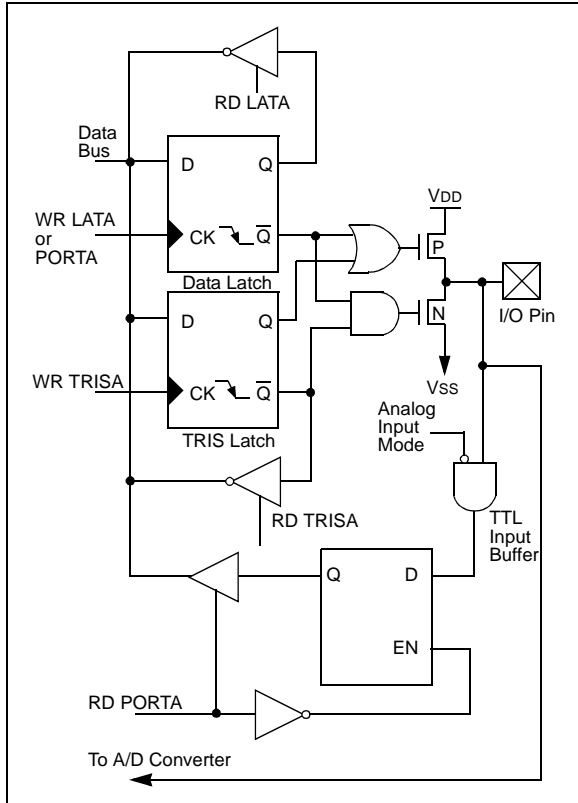 RD LATA
Data
Bus
D
Q
VDD
WR LATA
or
PORTA
CK
Q
P
Data Latch
I/O Pin
D
Q
N
WR TRISA
CK
Q
VSS
TRIS Latch
Analog
Input
Mode
RD TRISA
TTL
Input
Buffer
Q
D
EN
RD PORTA
To A/D Converter